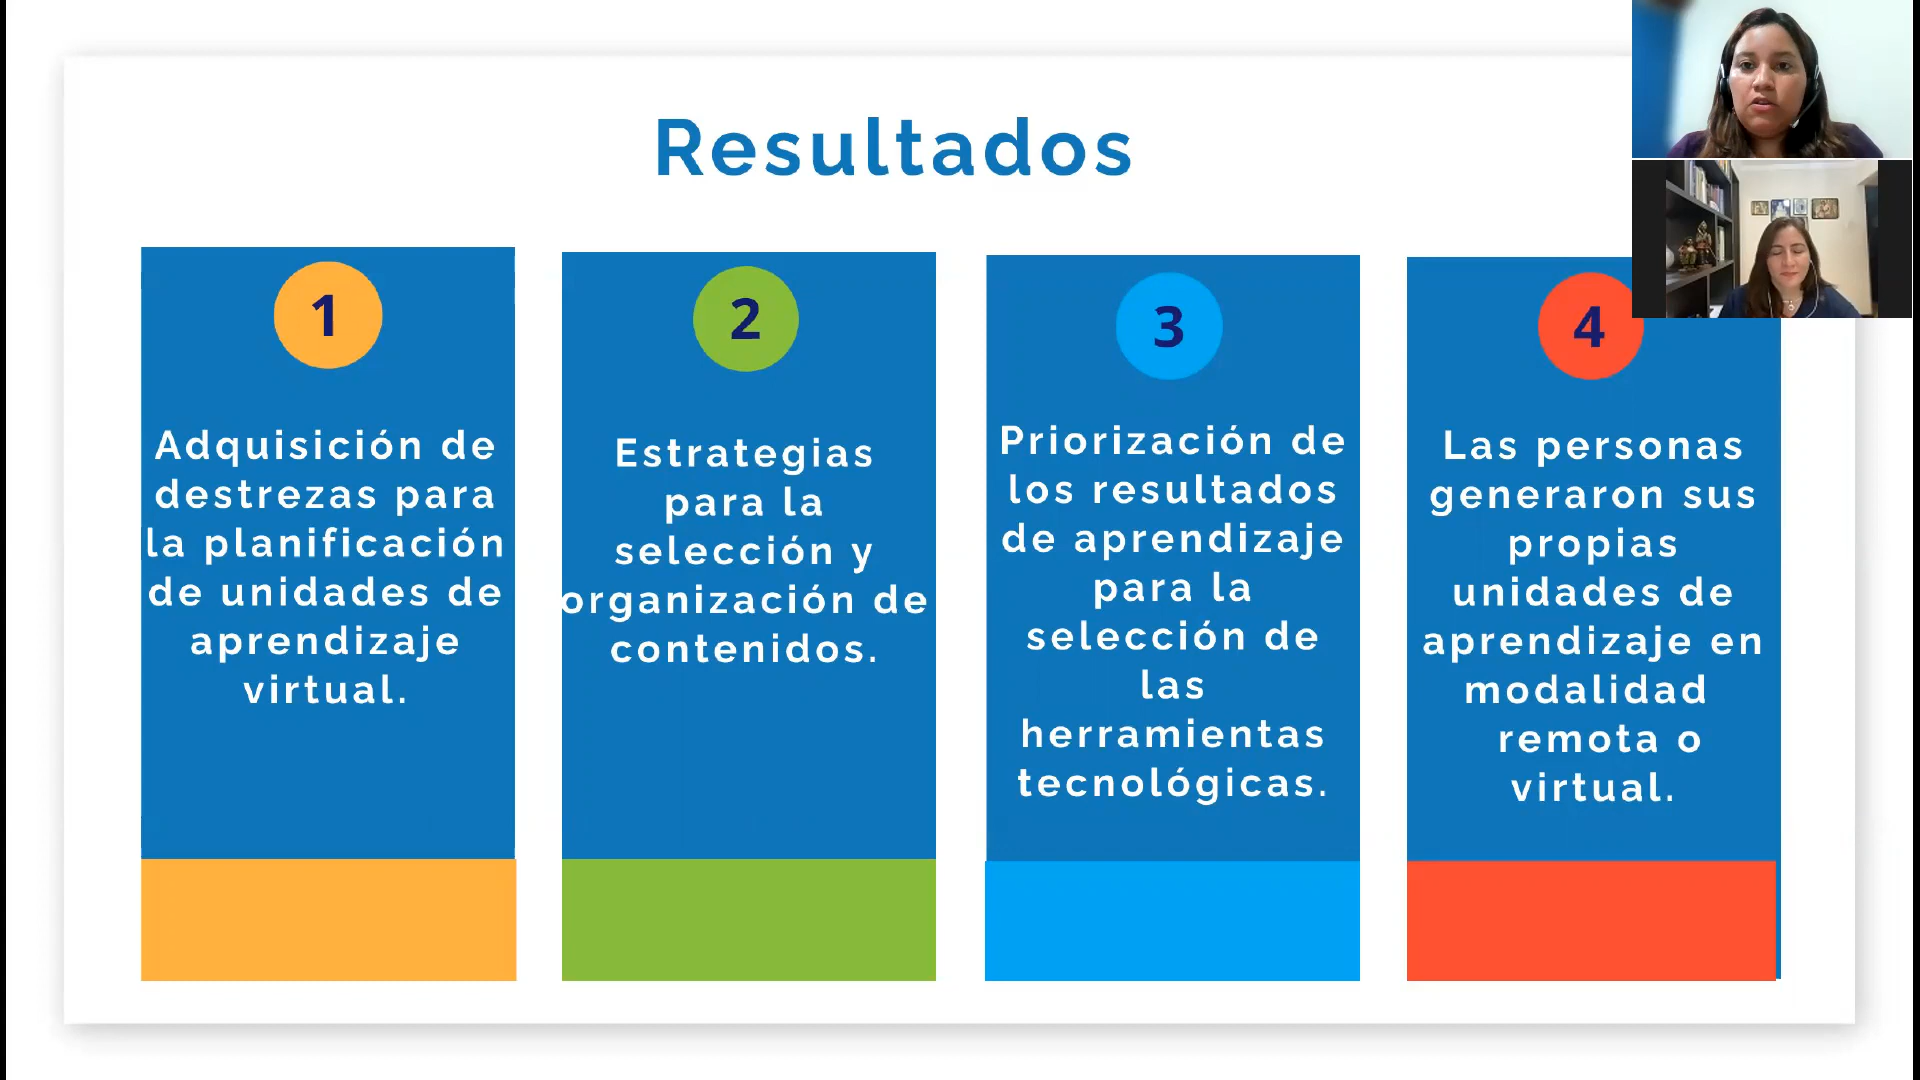 Resultados
1
Adquisición de
destrezas para
la planificación
de unidades de
aprendizaje
virtual.
2
Estrategias
para la
selección y
organización de
contenidos.
3
Priorización de
los resultados
de aprendizaje
para la
selección de
las
herramientas
tecnológicas.
4
Las personas
generaron sus
propias
unidades de
aprendizaje en
modalidad
remota o
virtual.